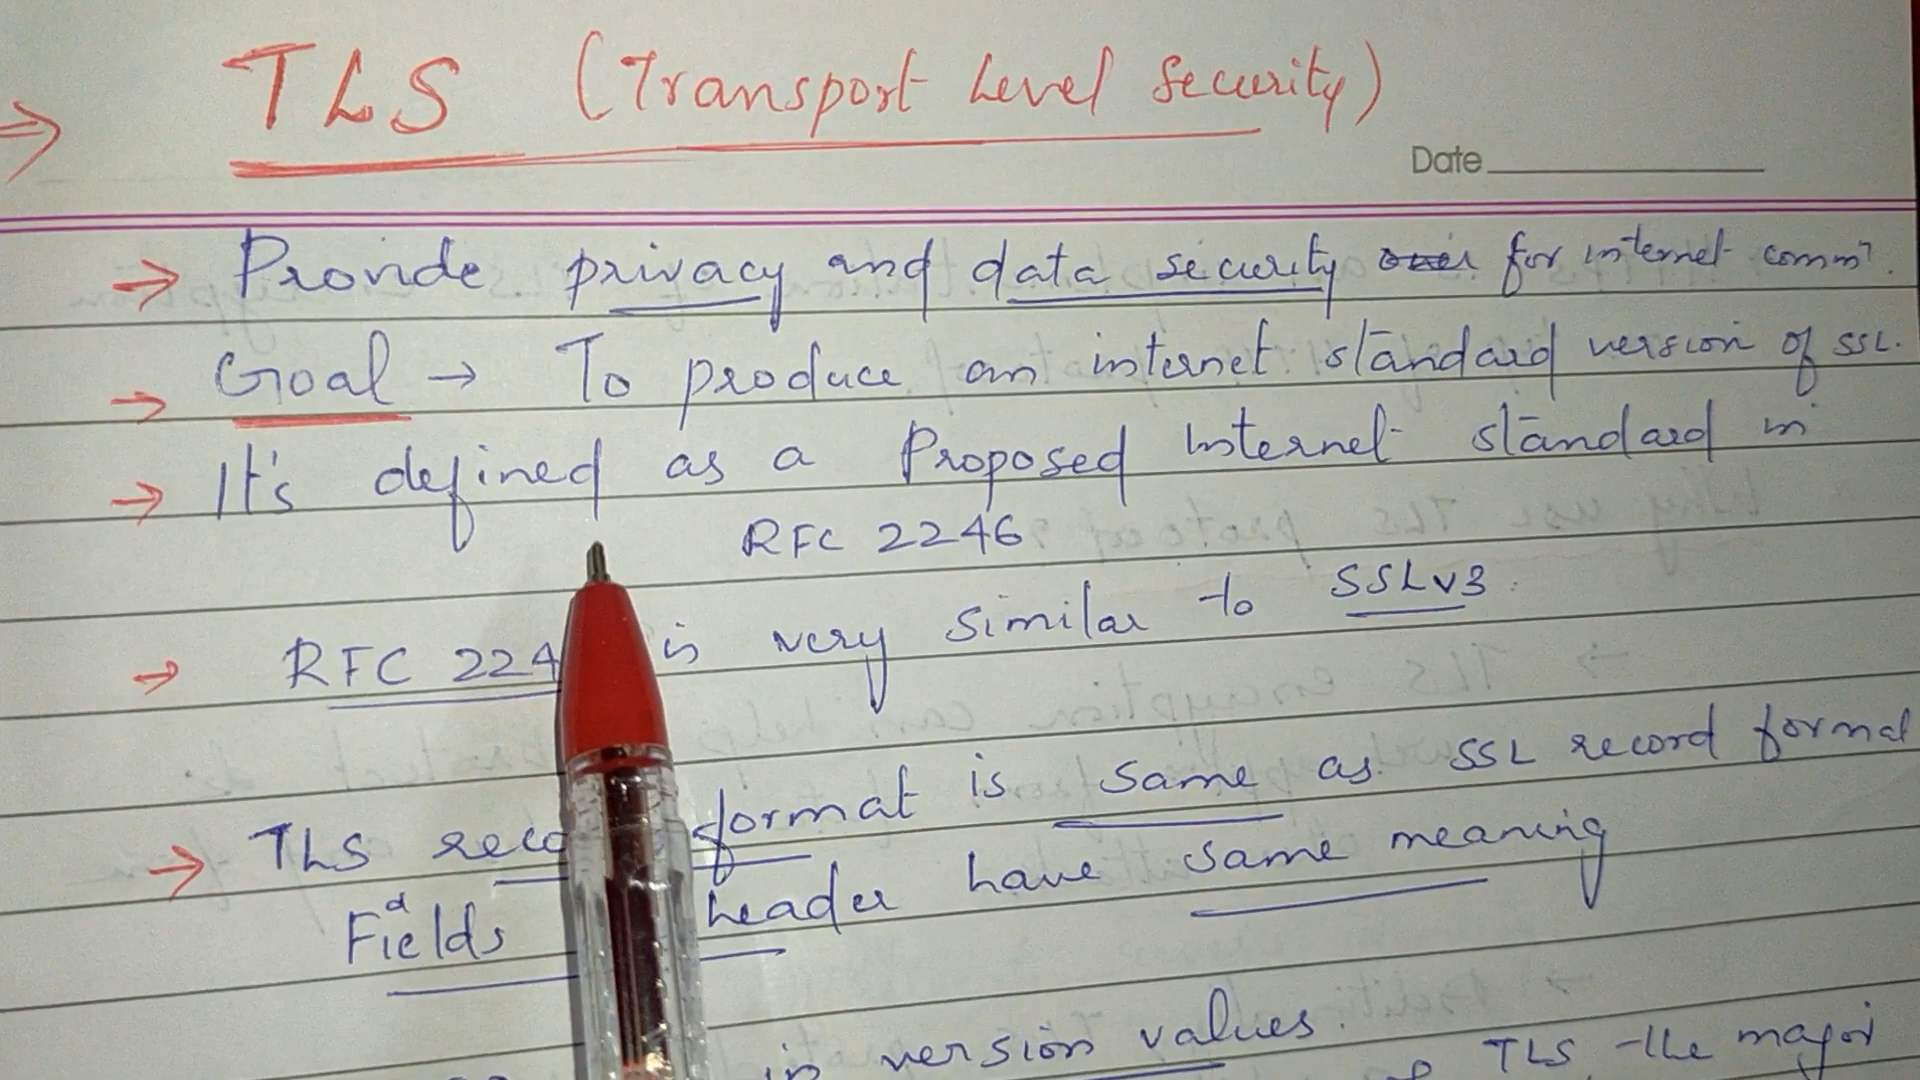 ⇒ TLS (Transport Level Security)
Date
→ Provide privacy and data security for internet commⁿ.
→ Goal → To produce an internet standard version of SSL.
→ It's defined as a Proposed Internet standard in
RFC 2246
→ RFC 224 is very similar to SSLv3.
→ TLS reco format is same as SSL record format
Fields header have same meaning
in version values.
TLS the major